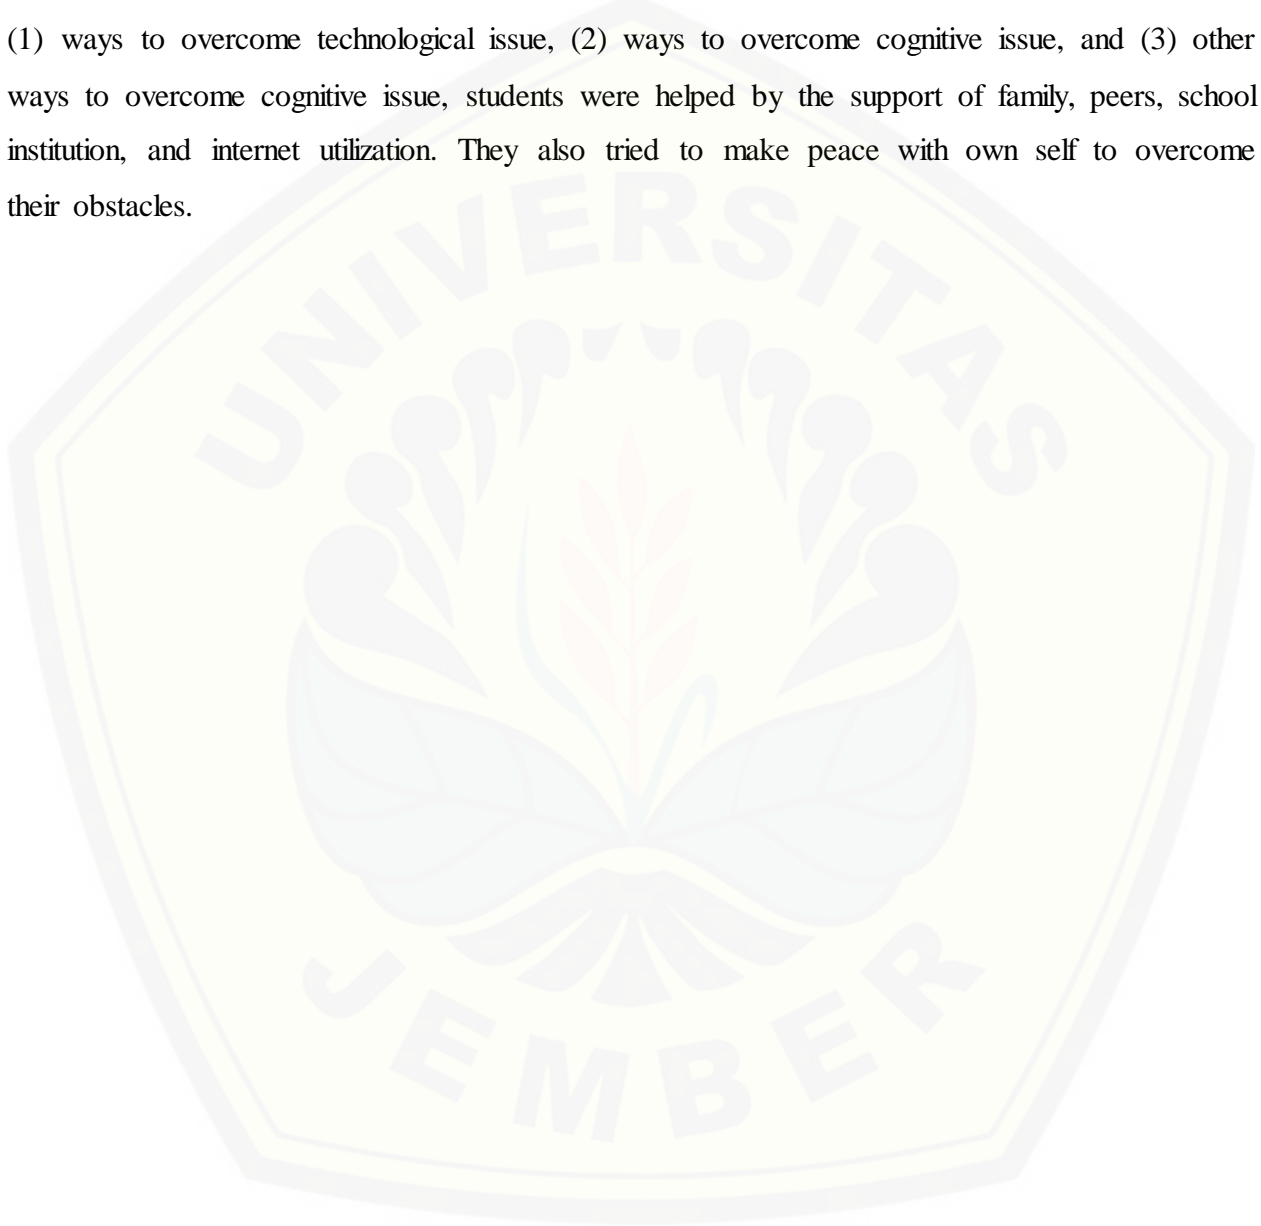 (1) ways to overcome technological issue, (2) ways to overcome cognitive issue, and (3) other
ways to overcome cognitive issue, students were helped by the support of family, peers, school
institution, and internet utilization. They also tried to make peace with own self to overcome
their obstacles.
UNIVERSITAS
JEMBER